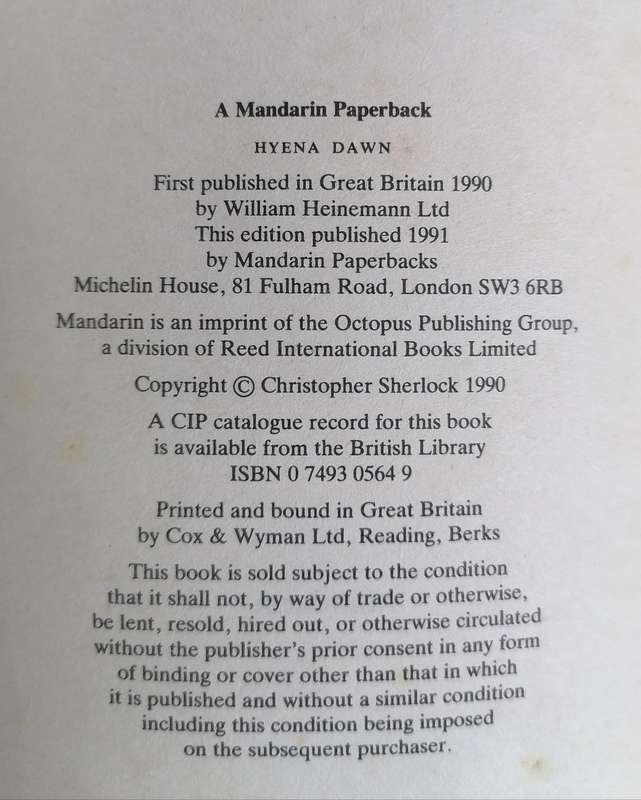 A Mandarin Paperback
HYENA DAWN
First published in Great Britain 1990
by William Heinemann Ltd
This edition published 1991
by Mandarin Paperbacks
Michelin House, 81 Fulham Road, London SW3 6RB
Mandarin is an imprint of the Octopus Publishing Group,
a division of Reed International Books Limited
Copyright © Christopher Sherlock 1990
A CIP catalogue record for this book
is available from the British Library
ISBN 0 7493 0564 9
Printed and bound in Great Britain
by Cox & Wyman Ltd, Reading, Berks
This book is sold subject to the condition
that it shall not, by way of trade or otherwise,
be lent, resold, hired out, or otherwise circulated
without the publisher's prior consent in any form
of binding or cover other than that in which
it is published and without a similar condition
including this condition being imposed
on the subsequent purchaser.